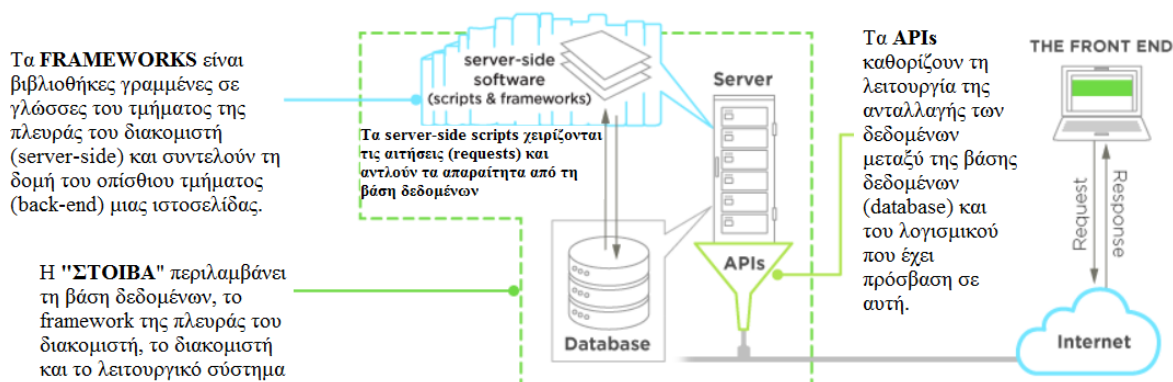 Τα FRAMEWORKS είναι
βιβλιοθήκες γραμμένες σε
γλώσσες του τμήματος της
πλευράς του διακομιστή
(server-side) και συντελούν τη
δομή του οπίσθιου τμήματος
(back-end) μιας ιστοσελίδας.
Η "ΣΤΟΙΒΑ" περιλαμβάνει
τη βάση δεδομένων, το
framework της πλευράς του
διακομιστή, το διακομιστή
και το λειτουργικό σύστημα
server-side
software
(scripts & frameworks)
Τα server-side scripts χειρίζονται
τις αιτήσεις (requests) και
αντλούν τα απαραίτητα από τη
βάση δεδομένων
Database
Server
APIs
Τα APIs
καθορίζουν τη
λειτουργία της
ανταλλαγής των
δεδομένων
μεταξύ της βάσης
δεδομένων
(database) και
του λογισμικού
που έχει
πρόσβαση σε
αυτή.
THE FRONT END
Request
Response
Internet